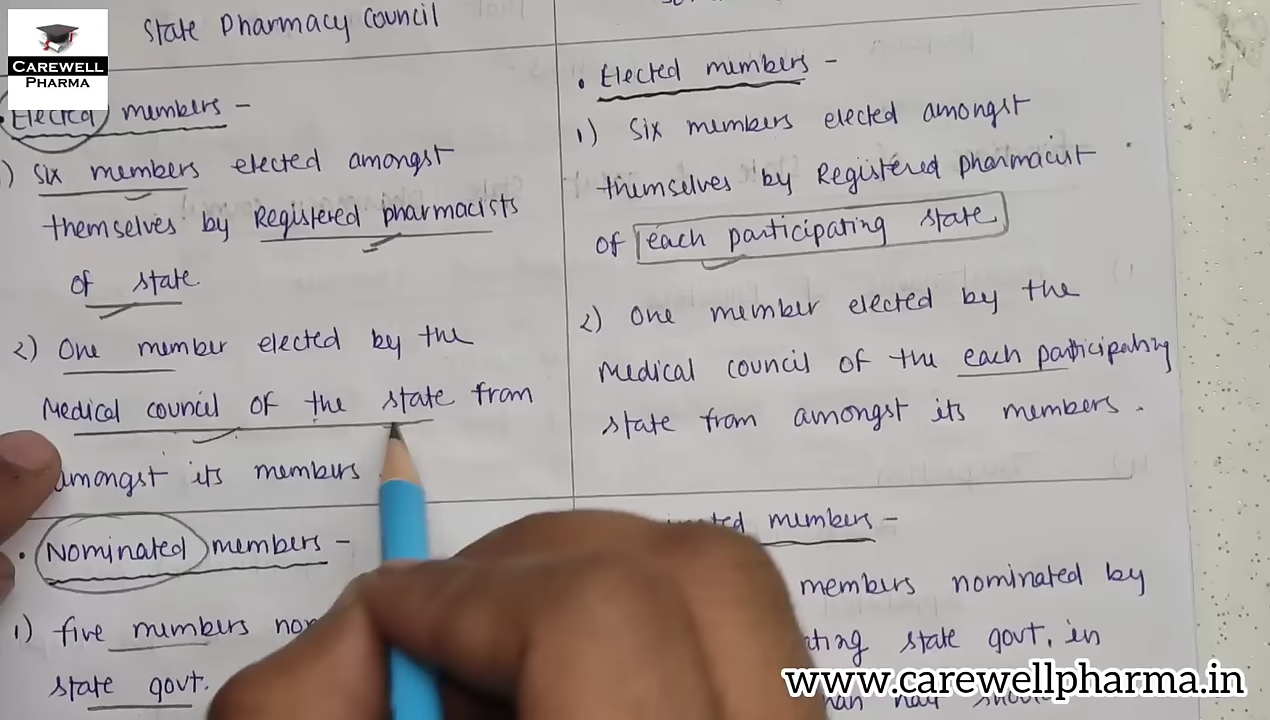 CAREWELL
PHARMA
State Pharmacy Council
Elected members -
1) Six members elected amongst
themselves by Registered pharmacists
of state
2) One member elected by the
Medical council of the state from
amongst its members
• Nominated members -
1) five members
state govt.
• Elected members -
1) Six members elected amongst
themselves by Registered pharmacist
of each participating state
2) One member elected by the
Medical council of the each participating
state from amongst its members.
members -
members nominated by
state govt. in
www.carewellpharma.in